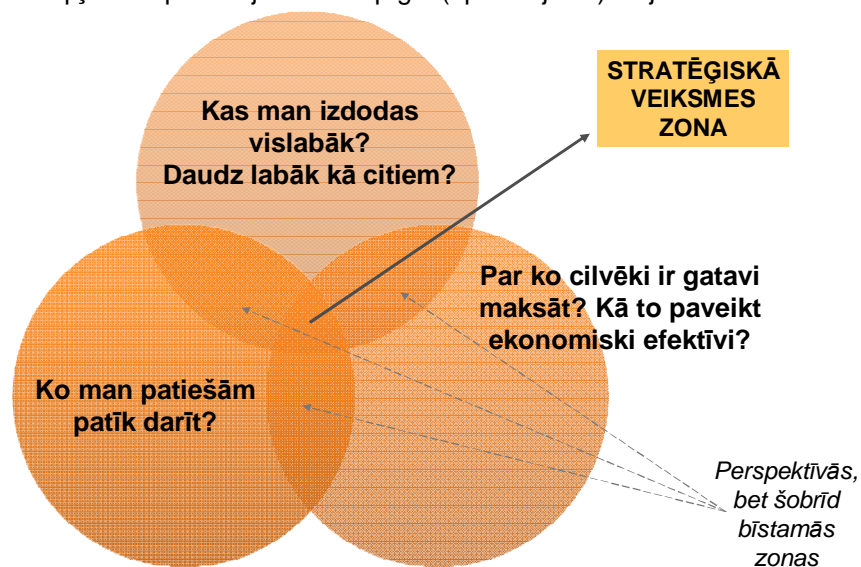 STRATĒĢISKĀ
VEIKSMES
ZONA
Kas man izdodas
vislabāk?
Daudz labāk kā citiem?
Par ko cilvēki ir gatavi
maksāt? Kā to paveikt
ekonomiski efektīvi?
Ko man patiešām
patīk darīt?
Perspektīvās,
bet šobrīd
bīstamās
zonas